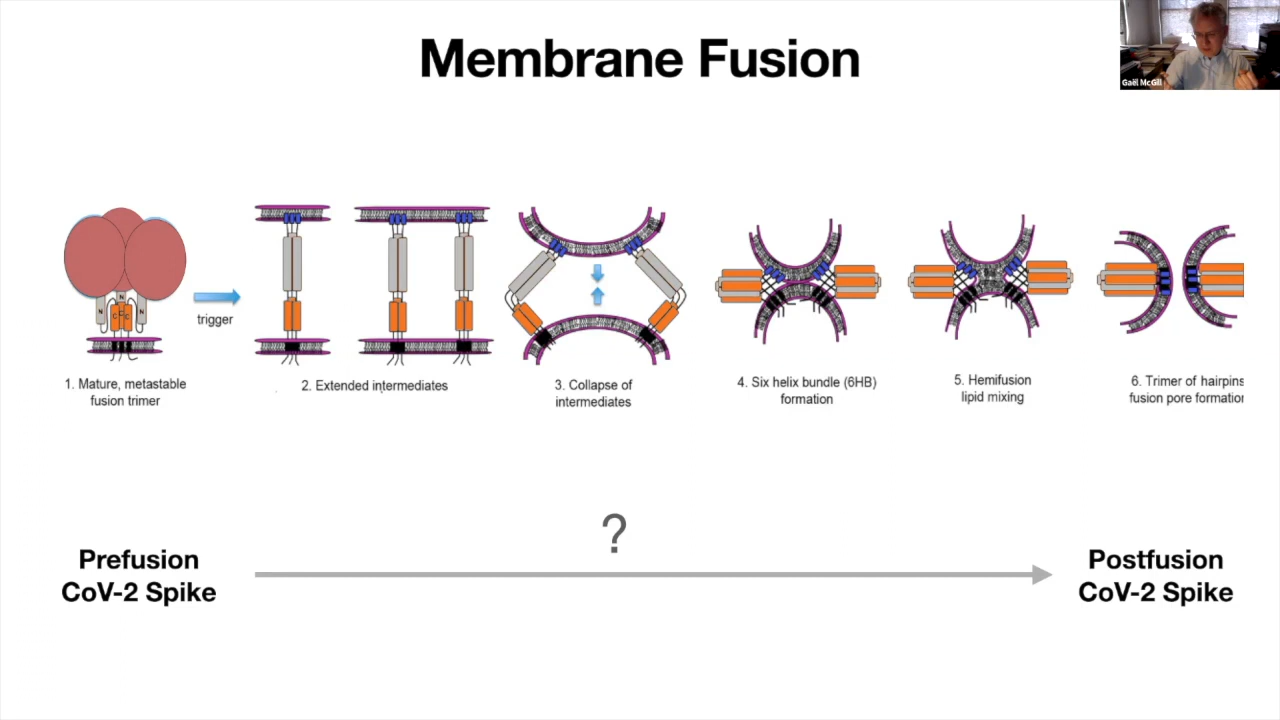 Membrane Fusion
Gaël McGill
N
N
N
C
C
C
trigger
1. Mature, metastable
fusion trimer
2. Extended intermediates
3. Collapse of
intermediates
4. Six helix bundle (6HB)
formation
5. Hemifusion
lipid mixing
6. Trimer of hairpins
fusion pore formation
?
Prefusion
CoV-2 Spike
Postfusion
CoV-2 Spike